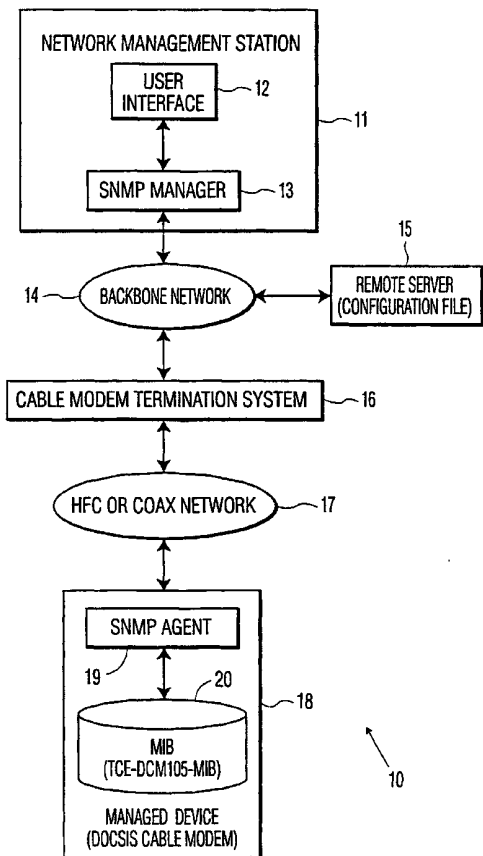 NETWORK MANAGEMENT STATION
USER
INTERFACE
12
11
SNMP MANAGER
13
15
14
BACKBONE NETWORK
REMOTE SERVER
(CONFIGURATION FILE)
CABLE MODEM TERMINATION SYSTEM
16
HFC OR COAX NETWORK
17
SNMP AGENT
19
20
18
MIB
(TCE-DCM105-MIB)
10
MANAGED DEVICE
(DOCSIS CABLE MODEM)